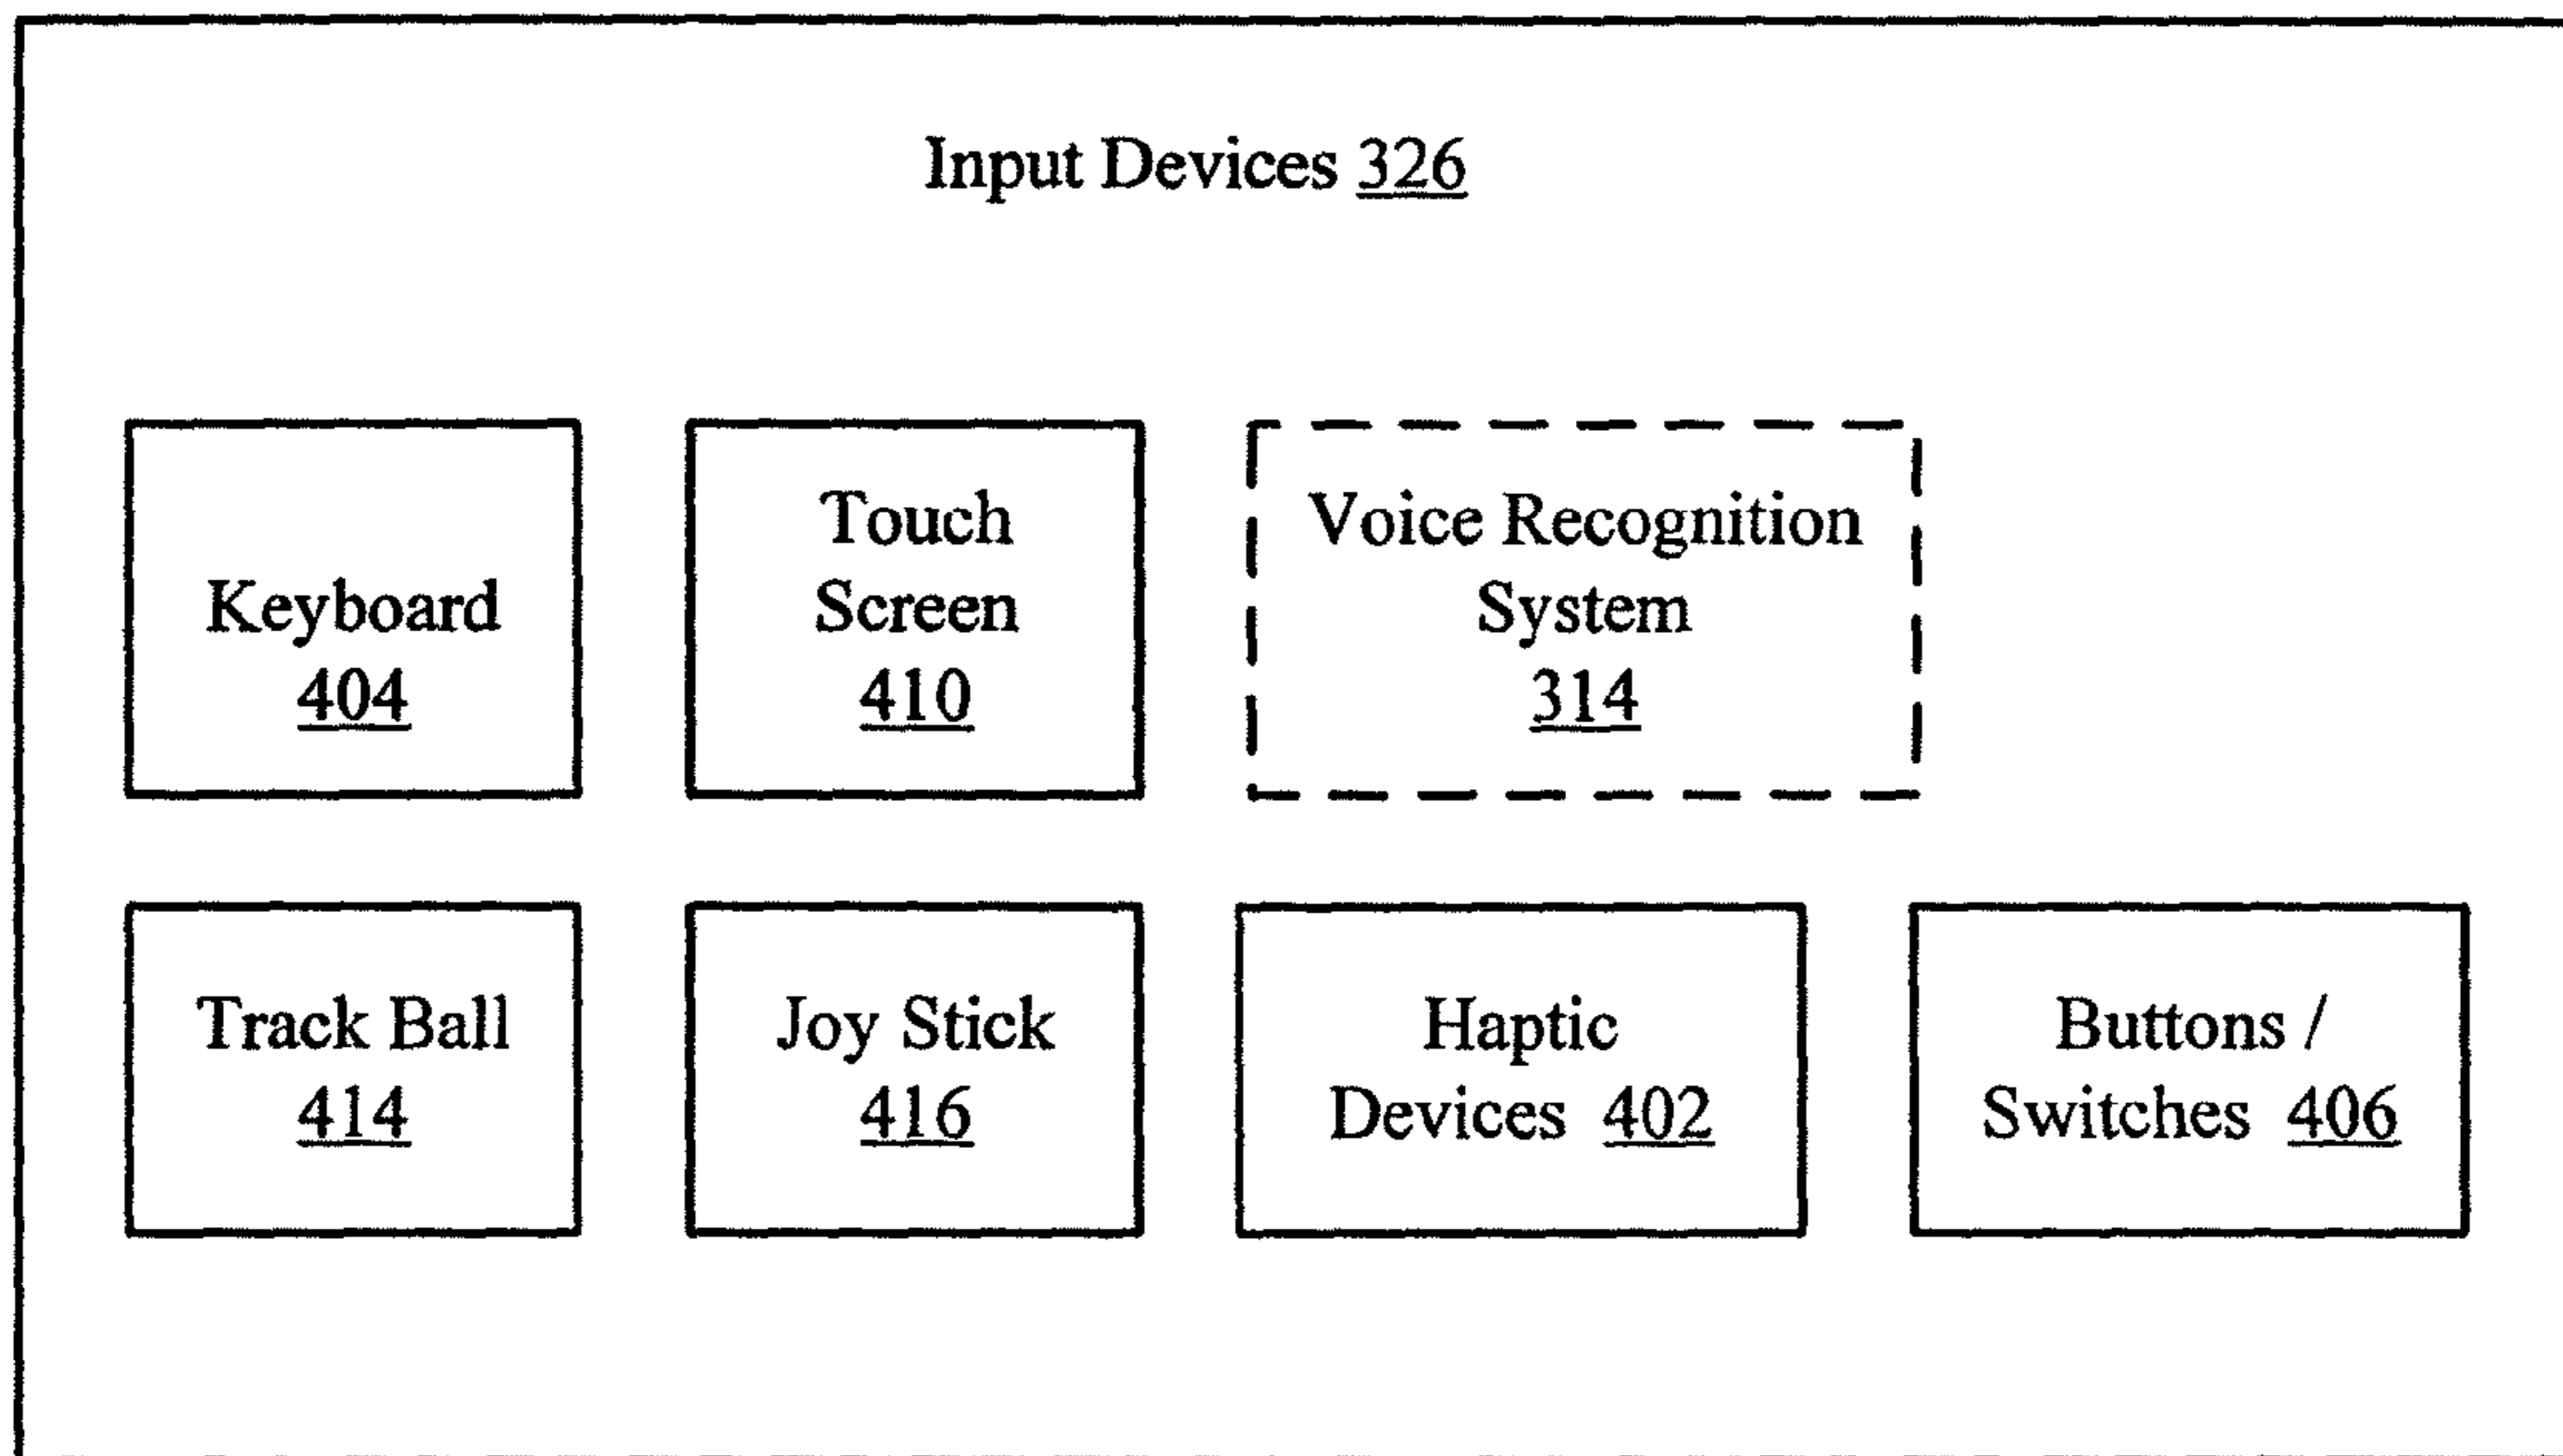 Input Devices 326
Keyboard
404
Touch
Screen
410
Voice Recognition
System
314
Track Ball
414
Joy Stick
416
Haptic
Devices 402
Buttons /
Switches 406